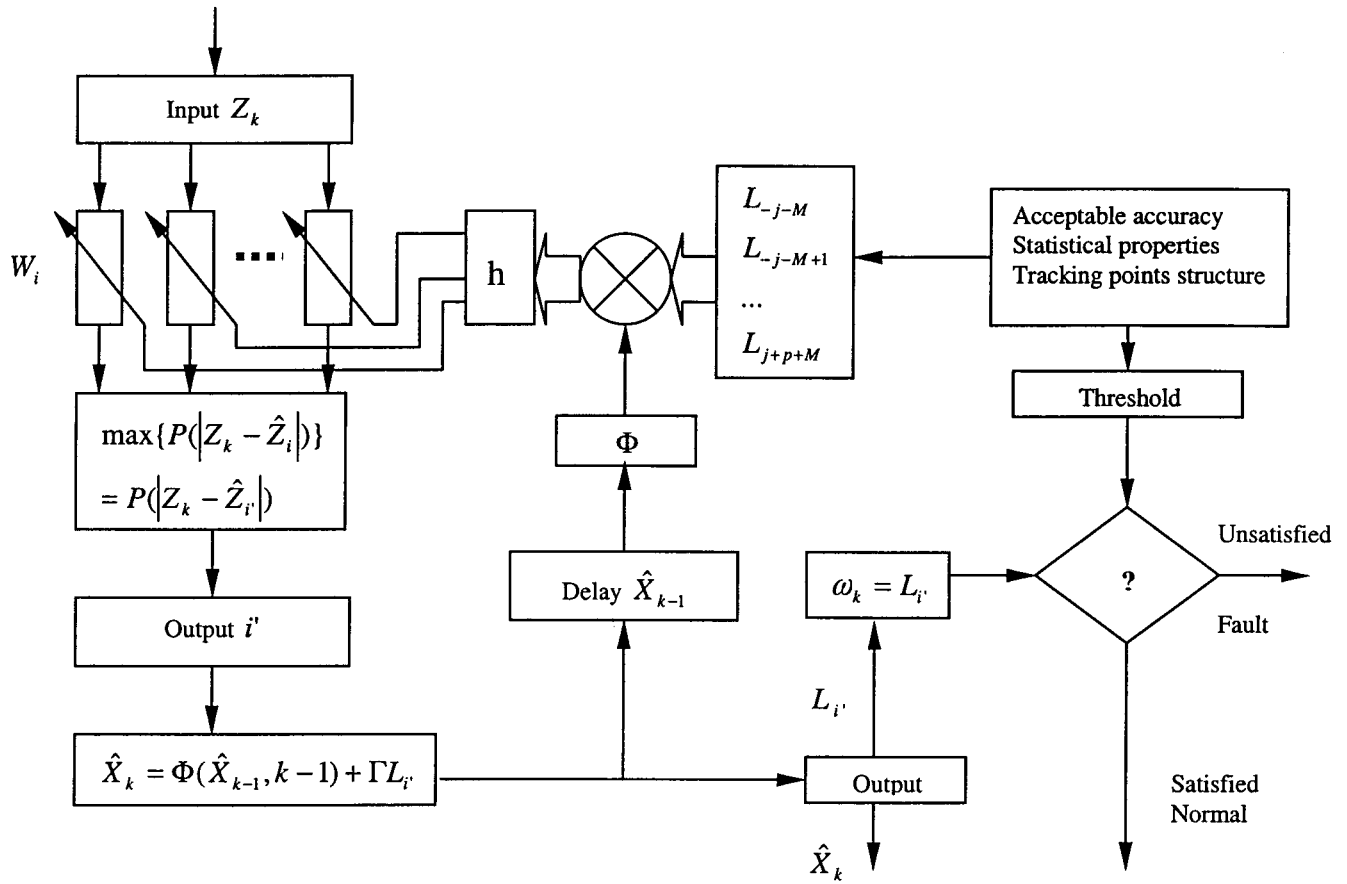 Input Z_k
W_i
h
L_{-j-M}
L_{-j-M+1}
...
L_{j+p+M}
Acceptable accuracy
Statistical properties
Tracking points structure
Threshold
max{P(|Z_k − Ẑ_i|)}
= P(|Z_k − Ẑ_{i'}|)
Φ
Delay X̂_{k−1}
ω_k = L_{i'}
?
Unsatisfied
Fault
Output i'
L_{i'}
X̂_k = Φ(X̂_{k−1}, k−1) + ΓL_{i'}
Output
Satisfied
Normal
X̂_k